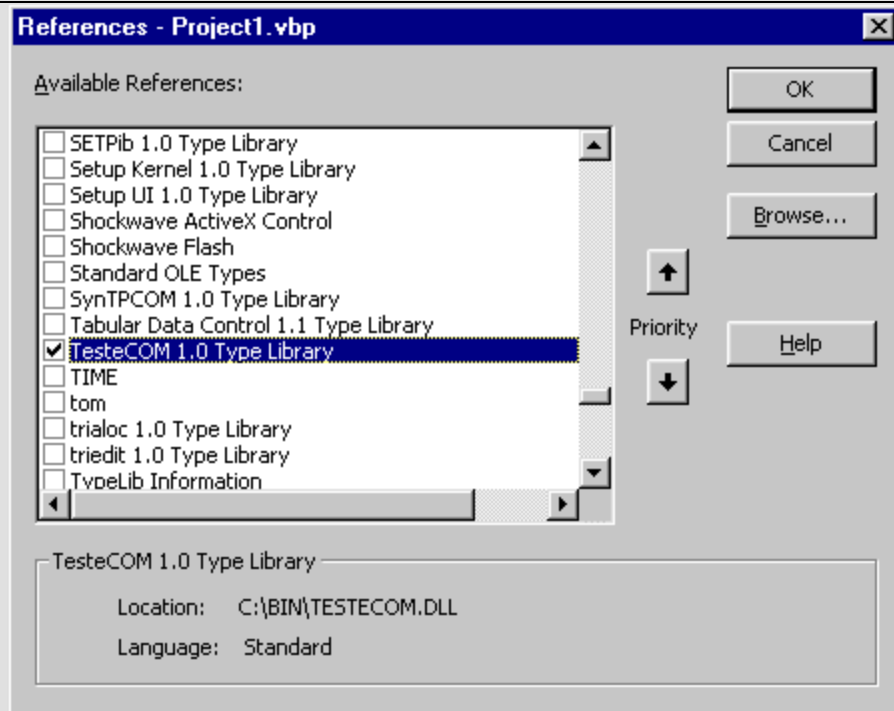 References - Project1.vbp
Available References:
SETPib 1.0 Type Library
Setup Kernel 1.0 Type Library
Setup UI 1.0 Type Library
Shockwave ActiveX Control
Shockwave Flash
Standard OLE Types
SynTPCOM 1.0 Type Library
Tabular Data Control 1.1 Type Library
TesteCOM 1.0 Type Library
TIME
tom
trialoc 1.0 Type Library
triedit 1.0 Type Library
TypeLib Information
Priority
OK
Cancel
Browse...
Help
TesteCOM 1.0 Type Library
Location: C:\BIN\TESTECOM.DLL
Language: Standard